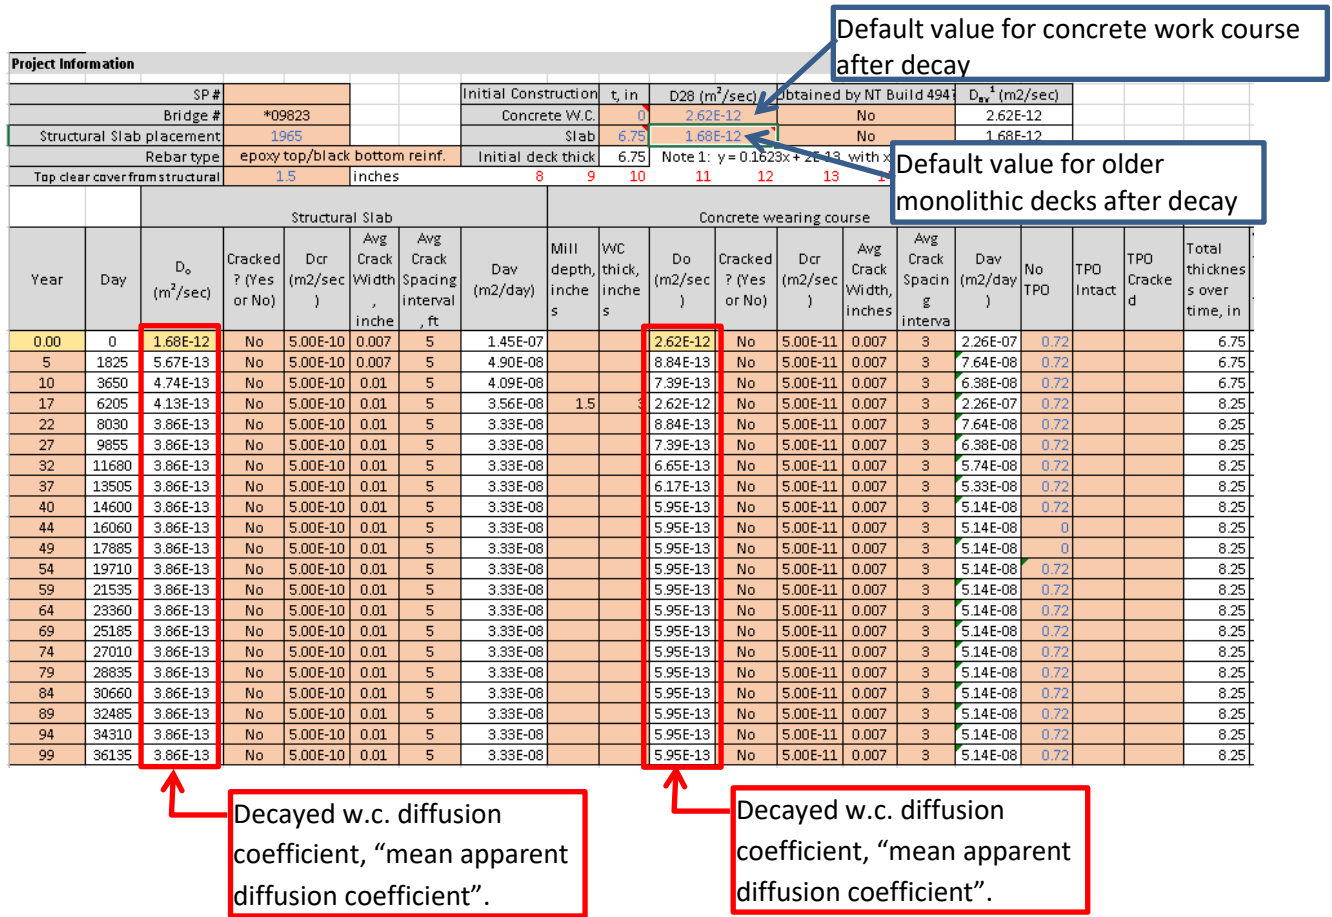 Default value for concrete work course
after decay
Project Information
SP # Initial Construction t, in D28 (m²/sec) Obtained by NT Build 494? Dav¹ (m2/sec)
Bridge # *09823 Concrete W.C. 0 2.62E-12 No 2.62E-12
Structural Slab placement 1965 Slab 6.75 1.68E-12 No 1.68E-12
Rebar type epoxy top/black bottom reinf. Initial deck thick 6.75 Note 1: y = 0.1623x + 2E-13 with x
Top clear cover from structural 1.5 inches 8 9 10 11 12 13 1
Default value for older
monolithic decks after decay
Structural Slab Concrete wearing course
Year Day Do (m²/sec) Cracked ? (Yes or No) Dcr (m2/sec ) Avg Crack Width , inche Avg Crack Spacing interval , ft Dav (m2/day) Mill depth, inche s WC thick, inche s Do (m2/sec ) Cracked ? (Yes or No) Dcr (m2/sec ) Avg Crack Width, inches Avg Crack Spacin g interva Dav (m2/day ) No TPO TPO Intact TPO Cracke d Total thicknes s over time, in
0.00 0 1.68E-12 No 5.00E-10 0.007 5 1.45E-07 2.62E-12 No 5.00E-11 0.007 3 2.26E-07 0.72 6.75
5 1825 5.67E-13 No 5.00E-10 0.007 5 4.90E-08 8.84E-13 No 5.00E-11 0.007 3 7.64E-08 0.72 6.75
10 3650 4.74E-13 No 5.00E-10 0.01 5 4.09E-08 7.39E-13 No 5.00E-11 0.007 3 6.38E-08 0.72 6.75
17 6205 4.13E-13 No 5.00E-10 0.01 5 3.56E-08 1.5 3 2.62E-12 No 5.00E-11 0.007 3 2.26E-07 0.72 8.25
22 8030 3.86E-13 No 5.00E-10 0.01 5 3.33E-08 8.84E-13 No 5.00E-11 0.007 3 7.64E-08 0.72 8.25
27 9855 3.86E-13 No 5.00E-10 0.01 5 3.33E-08 7.39E-13 No 5.00E-11 0.007 3 6.38E-08 0.72 8.25
32 11680 3.86E-13 No 5.00E-10 0.01 5 3.33E-08 6.65E-13 No 5.00E-11 0.007 3 5.74E-08 0.72 8.25
37 13505 3.86E-13 No 5.00E-10 0.01 5 3.33E-08 6.17E-13 No 5.00E-11 0.007 3 5.33E-08 0.72 8.25
40 14600 3.86E-13 No 5.00E-10 0.01 5 3.33E-08 5.95E-13 No 5.00E-11 0.007 3 5.14E-08 0.72 8.25
44 16060 3.86E-13 No 5.00E-10 0.01 5 3.33E-08 5.95E-13 No 5.00E-11 0.007 3 5.14E-08 0 8.25
49 17885 3.86E-13 No 5.00E-10 0.01 5 3.33E-08 5.95E-13 No 5.00E-11 0.007 3 5.14E-08 0 8.25
54 19710 3.86E-13 No 5.00E-10 0.01 5 3.33E-08 5.95E-13 No 5.00E-11 0.007 3 5.14E-08 0.72 8.25
59 21535 3.86E-13 No 5.00E-10 0.01 5 3.33E-08 5.95E-13 No 5.00E-11 0.007 3 5.14E-08 0.72 8.25
64 23360 3.86E-13 No 5.00E-10 0.01 5 3.33E-08 5.95E-13 No 5.00E-11 0.007 3 5.14E-08 0.72 8.25
69 25185 3.86E-13 No 5.00E-10 0.01 5 3.33E-08 5.95E-13 No 5.00E-11 0.007 3 5.14E-08 0.72 8.25
74 27010 3.86E-13 No 5.00E-10 0.01 5 3.33E-08 5.95E-13 No 5.00E-11 0.007 3 5.14E-08 0.72 8.25
79 28835 3.86E-13 No 5.00E-10 0.01 5 3.33E-08 5.95E-13 No 5.00E-11 0.007 3 5.14E-08 0.72 8.25
84 30660 3.86E-13 No 5.00E-10 0.01 5 3.33E-08 5.95E-13 No 5.00E-11 0.007 3 5.14E-08 0.72 8.25
89 32485 3.86E-13 No 5.00E-10 0.01 5 3.33E-08 5.95E-13 No 5.00E-11 0.007 3 5.14E-08 0.72 8.25
94 34310 3.86E-13 No 5.00E-10 0.01 5 3.33E-08 5.95E-13 No 5.00E-11 0.007 3 5.14E-08 0.72 8.25
99 36135 3.86E-13 No 5.00E-10 0.01 5 3.33E-08 5.95E-13 No 5.00E-11 0.007 3 5.14E-08 0.72 8.25
Decayed w.c. diffusion
coefficient, “mean apparent
diffusion coefficient”.
Decayed w.c. diffusion
coefficient, “mean apparent
diffusion coefficient”.